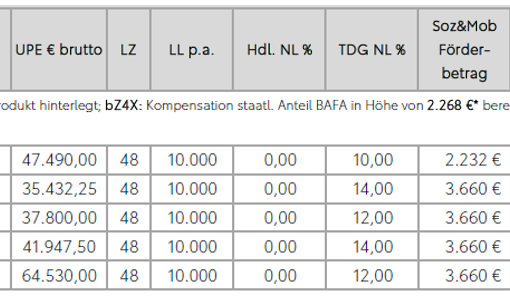 UPE € brutto LZ LL p.a. Hdl. NL % TDG NL % Soz&Mob
Förder-
betrag
hinterlegt; bZ4X: Kompensation staatl. Anteil BAFA in Höhe von 2.268 €*
47.490,00 48 10.000 0,00 10,00 2.232 €
35.432,25 48 10.000 0,00 14,00 3.660 €
37.800,00 48 10.000 0,00 12,00 3.660 €
41.947,50 48 10.000 0,00 14,00 3.660 €
64.530,00 48 10.000 0,00 12,00 3.660 €